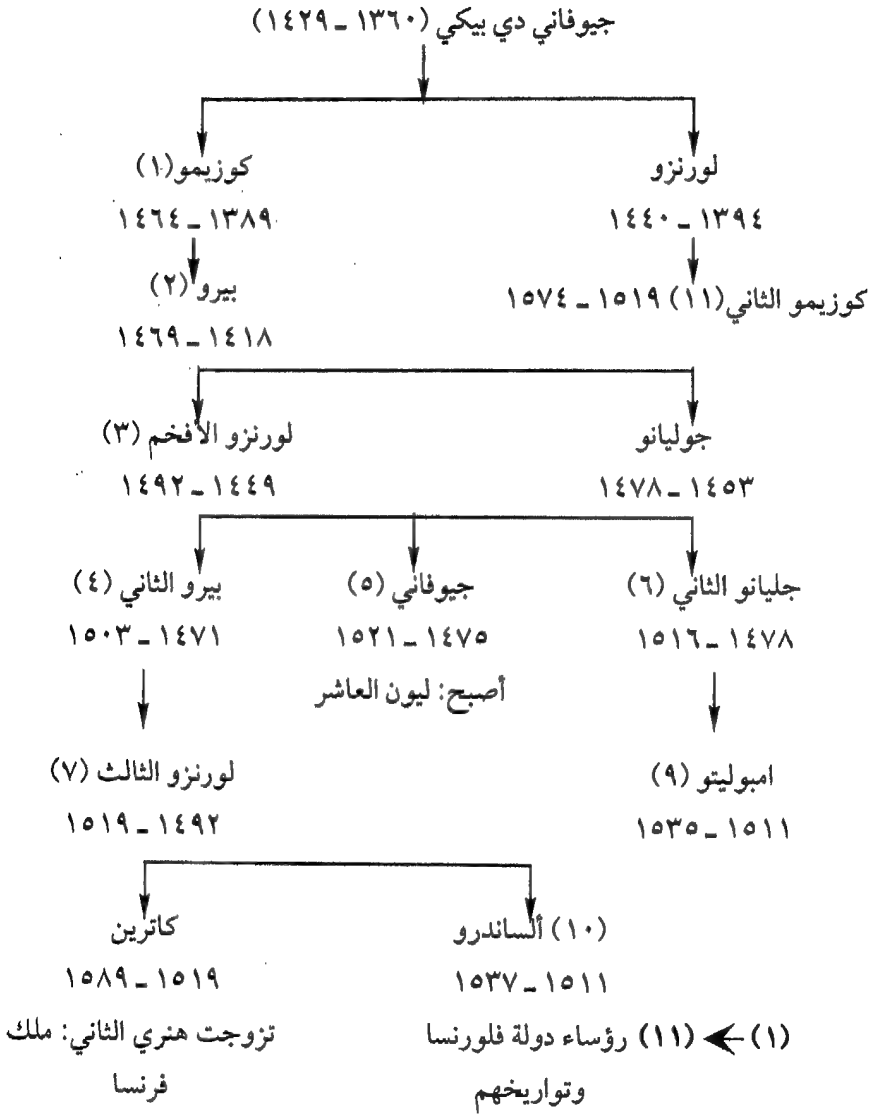 جيوفاني دي بيكي (١٣٦٠ ـ ١٤٢٩)
لورنزو
١٣٩٤ ـ ١٤٤٠
كوزيمو(١)
١٣٨٩ ـ ١٤٦٤
كوزيمو الثاني(١١) ١٥١٩ ـ ١٥٧٤
بيرو (٢)
١٤١٨ ـ ١٤٦٩
جوليانو
١٤٥٣ ـ ١٤٧٨
لورنزو الأفخم (٣)
١٤٤٩ ـ ١٤٩٢
جليانو الثاني (٦)
١٤٧٨ ـ ١٥١٦
جيوفاني (٥)
١٤٧٥ ـ ١٥٢١
أصبح: ليون العاشر
بيرو الثاني (٤)
١٤٧١ ـ ١٥٠٣
امبوليتو (٩)
١٥١١ ـ ١٥٣٥
لورنزو الثالث (٧)
١٤٩٢ ـ ١٥١٩
(١٠) ألساندرو
١٥١١ ـ ١٥٣٧
كاترين
١٥١٩ ـ ١٥٨٩
تزوجت هنري الثاني: ملك
فرنسا
(١) ← (١١) رؤساء دولة فلورنسا
وتواريخهم